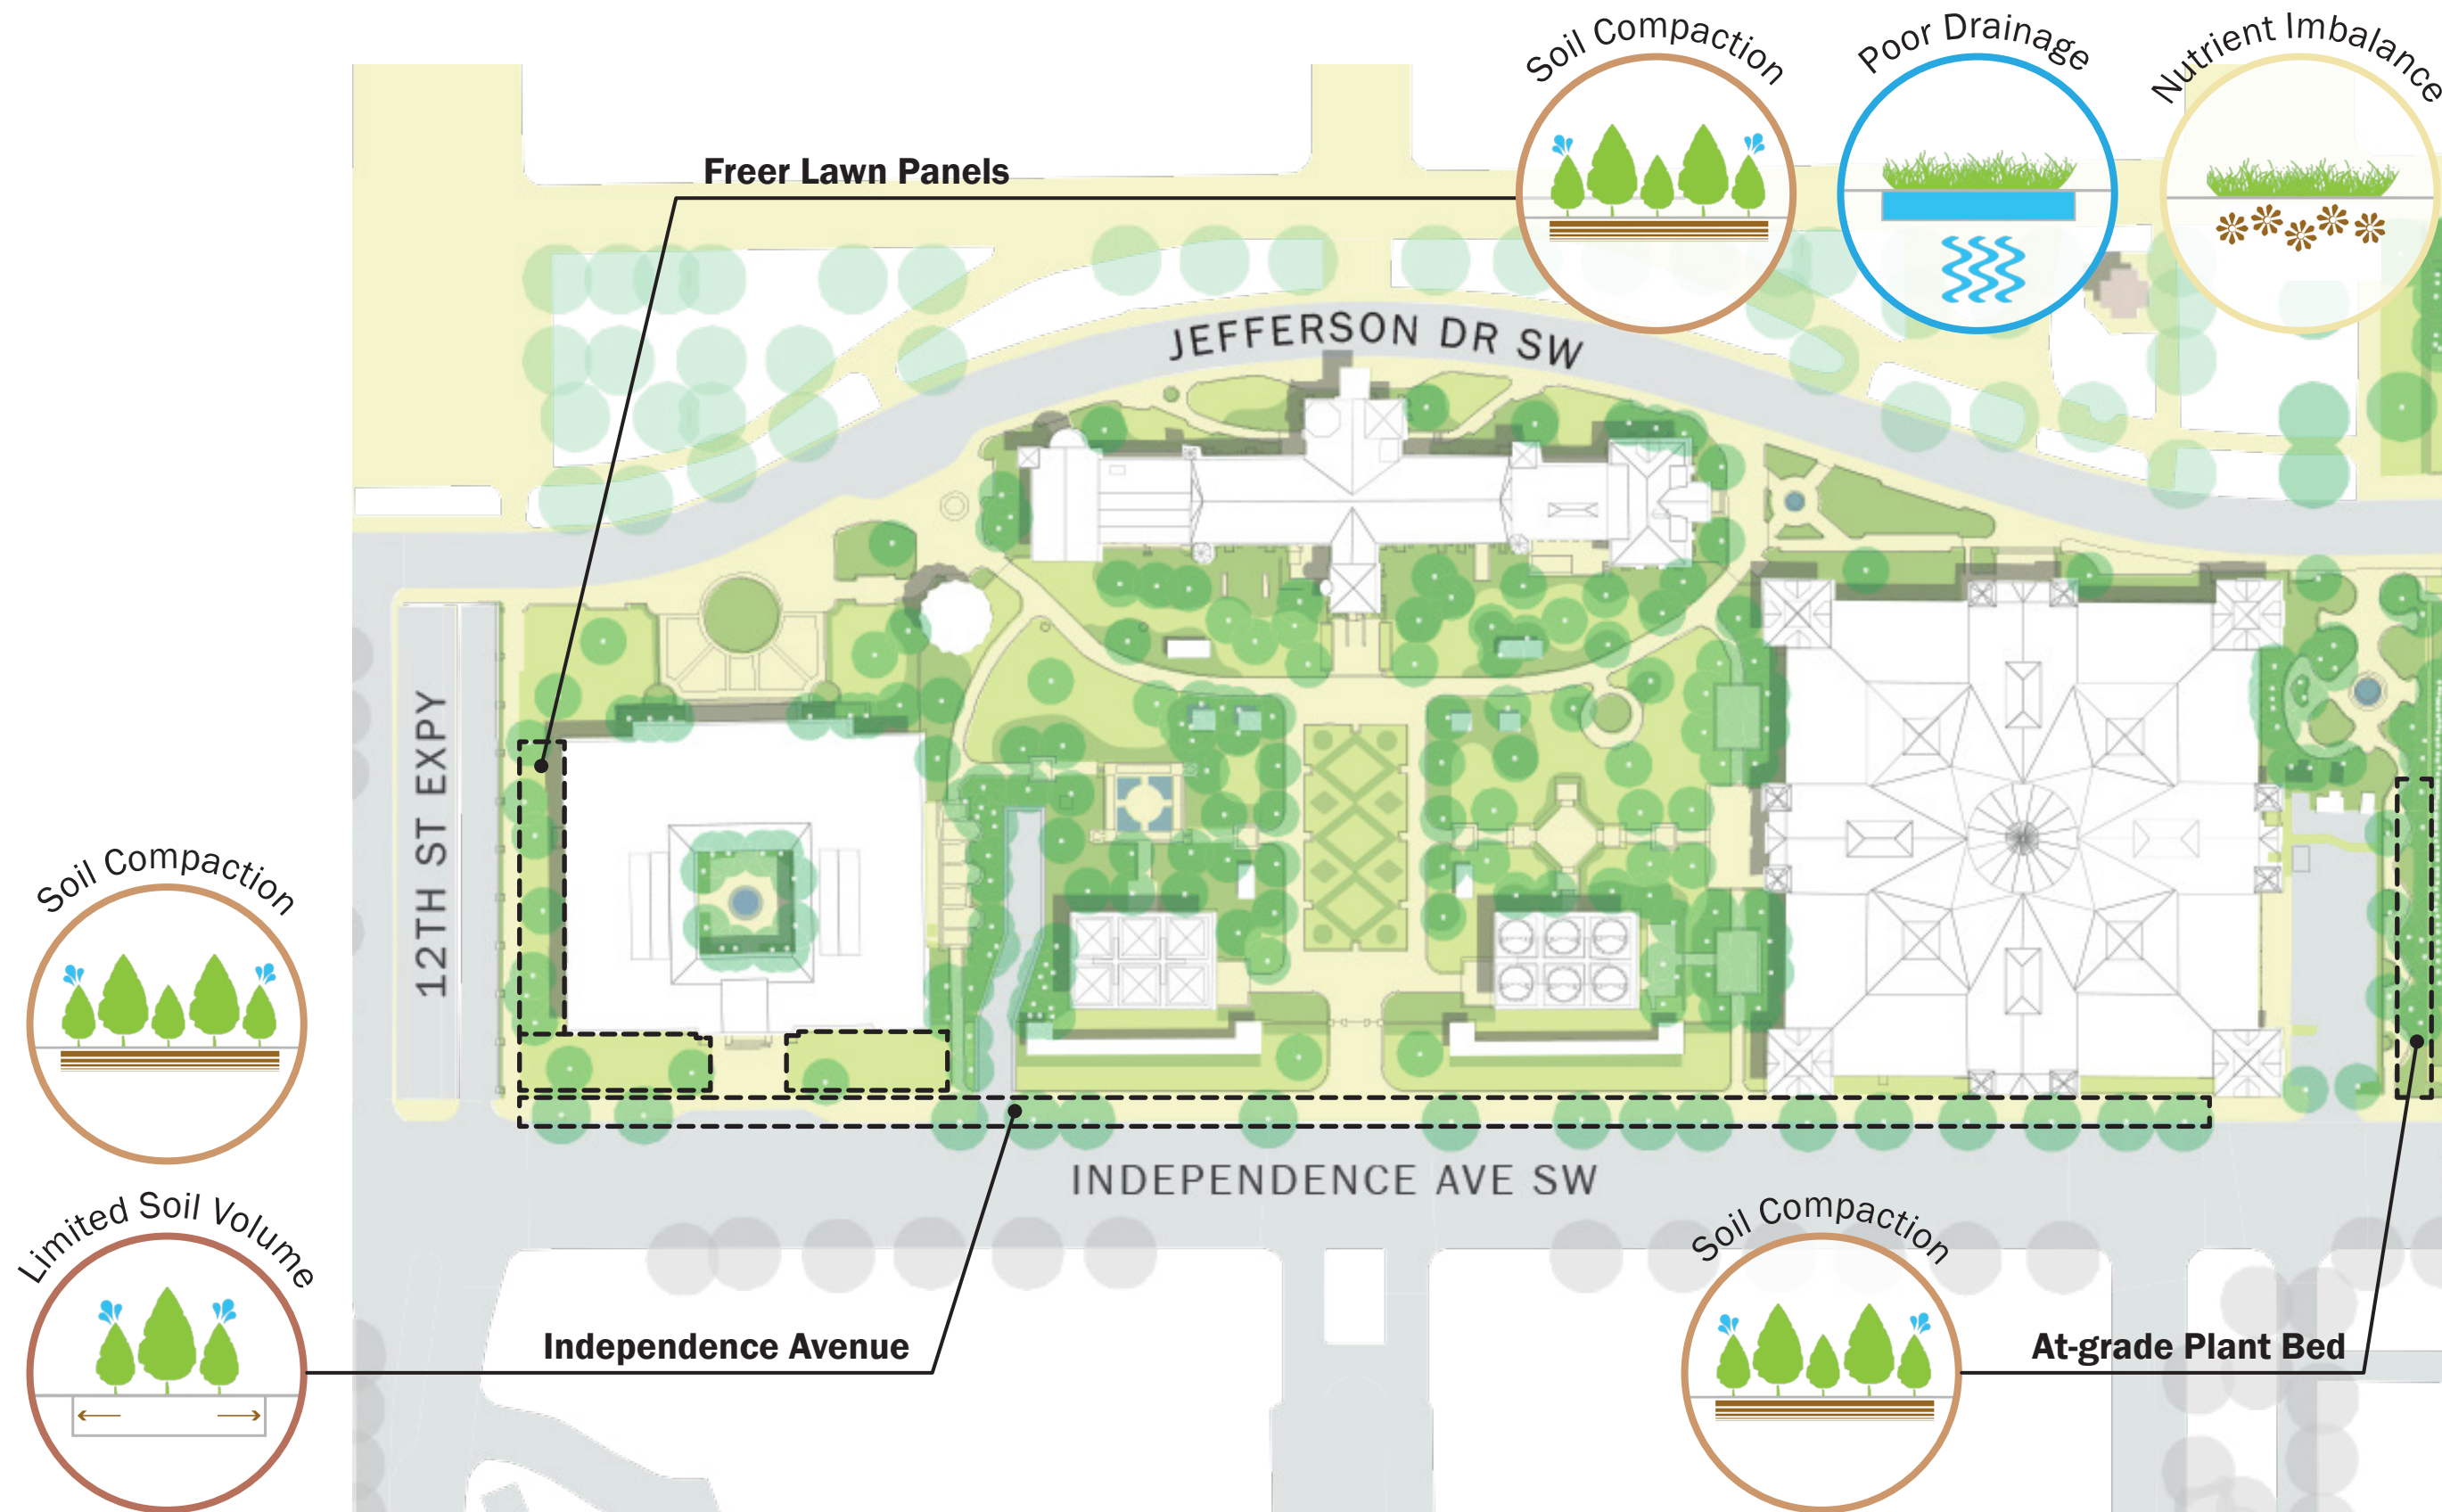 Soil Compaction
Poor Drainage
Nutrient Imbalance
Freer Lawn Panels
JEFFERSON DR SW
12TH ST EXPY
Soil Compaction
INDEPENDENCE AVE SW
Limited Soil Volume
Soil Compaction
Independence Avenue
At-grade Plant Bed